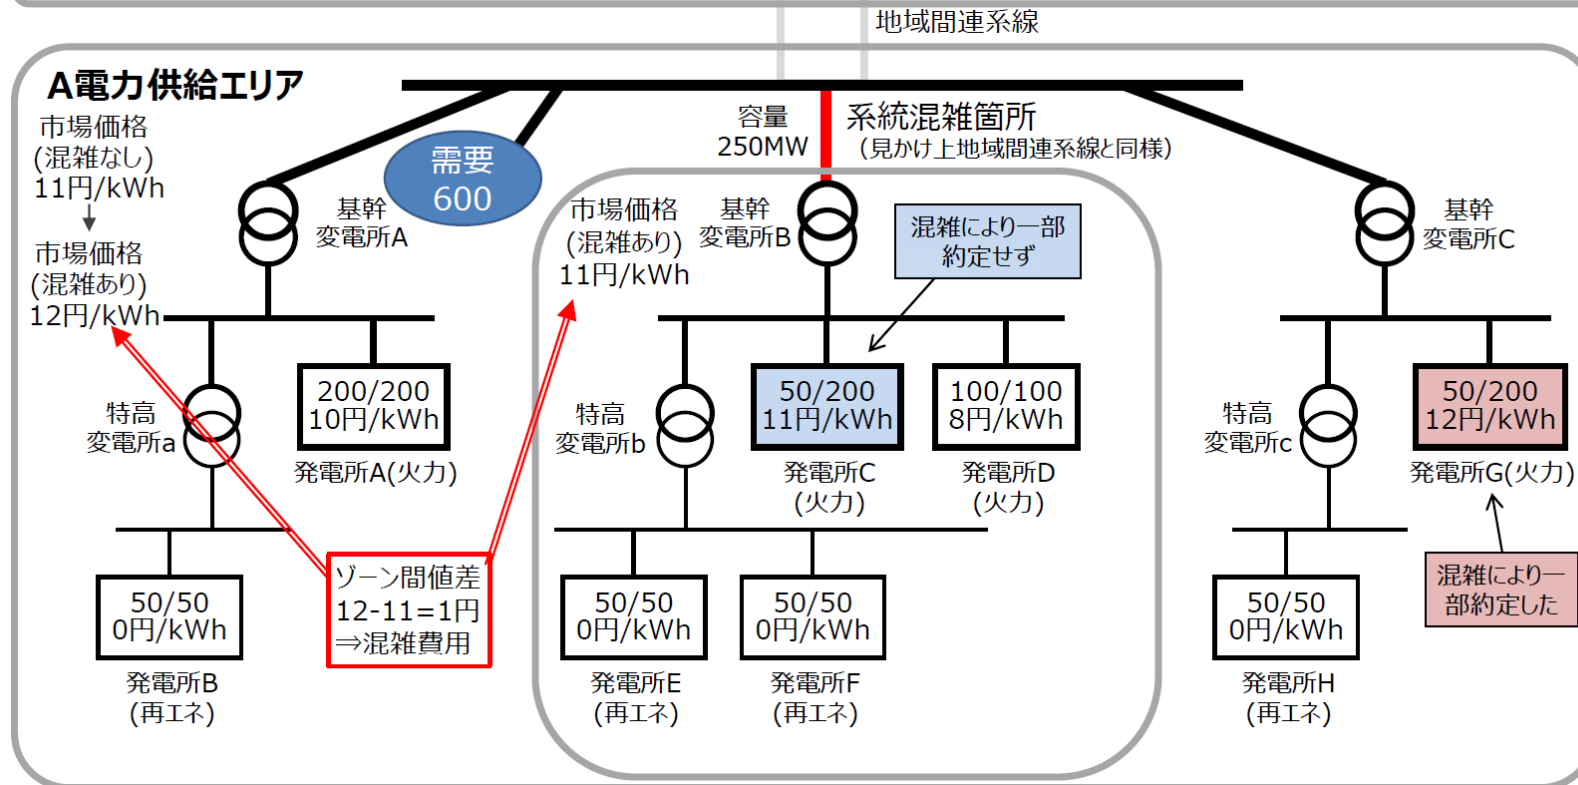 地域間連系線
A電力供給エリア
市場価格
(混雑なし)
11円/kWh
市場価格
(混雑あり)
12円/kWh
需要
600
容量
250MW
系統混雑箇所
(見かけ上地域間連系線と同様)
基幹
変電所A
市場価格
(混雑あり)
11円/kWh
基幹
変電所B
混雑により一部
約定せず
基幹
変電所C
200/200
10円/kWh
発電所A(火力)
特高
変電所a
50/200
11円/kWh
発電所C
(火力)
100/100
8円/kWh
発電所D
(火力)
特高
変電所b
特高
変電所c
50/200
12円/kWh
発電所G(火力)
ゾーン間値差
12-11=1円
⇒混雑費用
混雑により一
部約定した
50/50
0円/kWh
発電所B
(再エネ)
50/50
0円/kWh
発電所E
(再エネ)
50/50
0円/kWh
発電所F
(再エネ)
50/50
0円/kWh
発電所H
(再エネ)